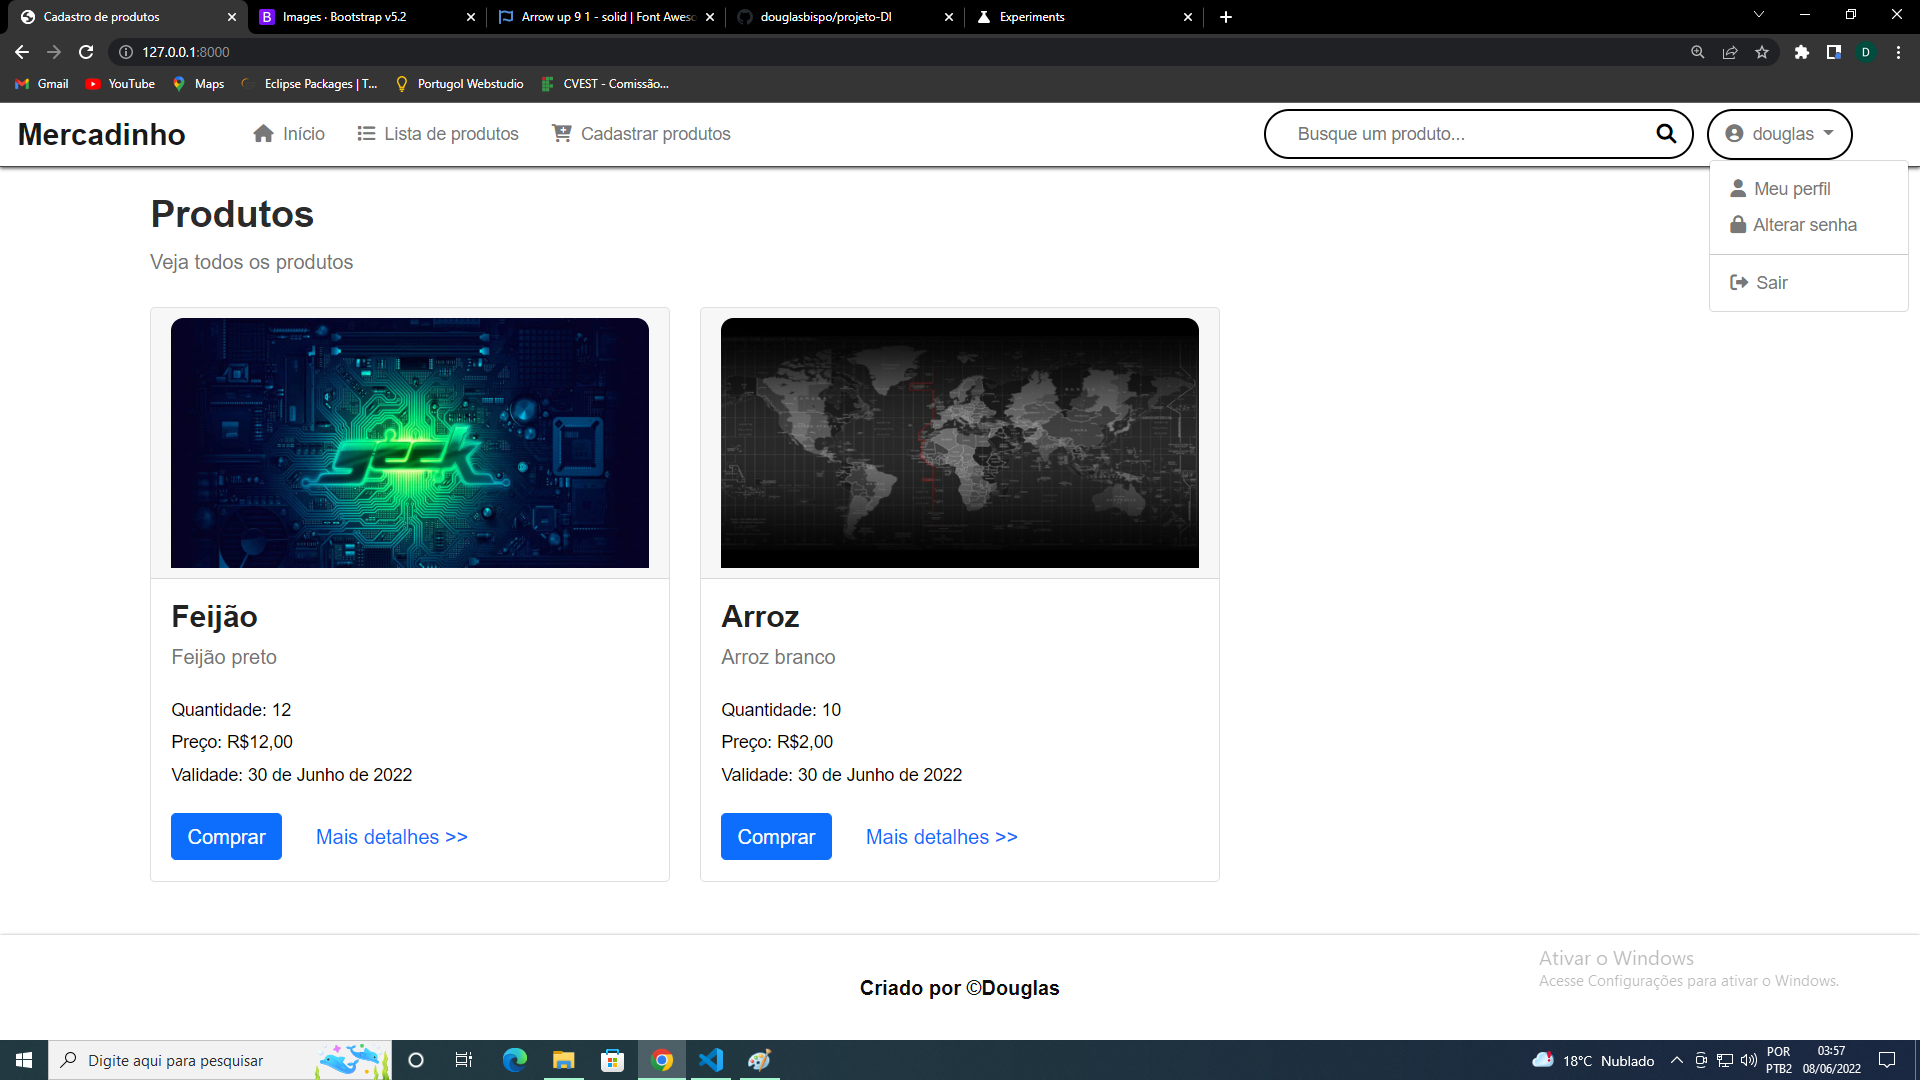 Cadastro de produtos
Images · Bootstrap v5.2
Arrow up 9 1 - solid | Font Aweso
douglasbispo/projeto-DI
Experiments
127.0.0.1:8000
Gmail
YouTube
Maps
Eclipse Packages | T...
Portugol Webstudio
CVEST - Comissão...
Mercadinho
Início
Lista de produtos
Cadastrar produtos
Busque um produto...
douglas
Meu perfil
Alterar senha
Sair
Produtos
Veja todos os produtos
geek
Feijão
Feijão preto
Quantidade: 12
Preço: R$12,00
Validade: 30 de Junho de 2022
Comprar
Mais detalhes >>
Arroz
Arroz branco
Quantidade: 10
Preço: R$2,00
Validade: 30 de Junho de 2022
Comprar
Mais detalhes >>
Ativar o Windows
Acesse Configurações para ativar o Windows.
Criado por ©Douglas
Digite aqui para pesquisar
18°C Nublado
POR
PTB2
03:57
08/06/2022